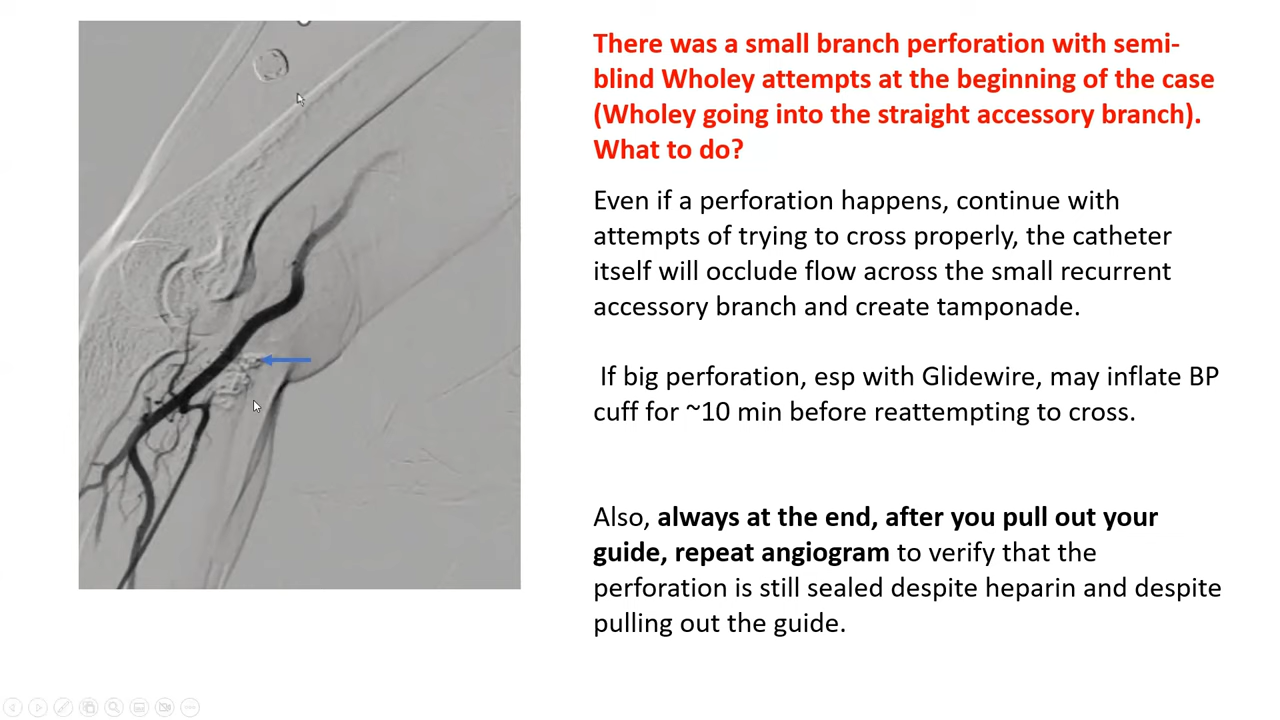 There was a small branch perforation with semi-
blind Wholey attempts at the beginning of the case
(Wholey going into the straight accessory branch).
What to do?
Even if a perforation happens, continue with
attempts of trying to cross properly, the catheter
itself will occlude flow across the small recurrent
accessory branch and create tamponade.
If big perforation, esp with Glidewire, may inflate BP
cuff for ~10 min before reattempting to cross.
Also, always at the end, after you pull out your
guide, repeat angiogram to verify that the
perforation is still sealed despite heparin and despite
pulling out the guide.